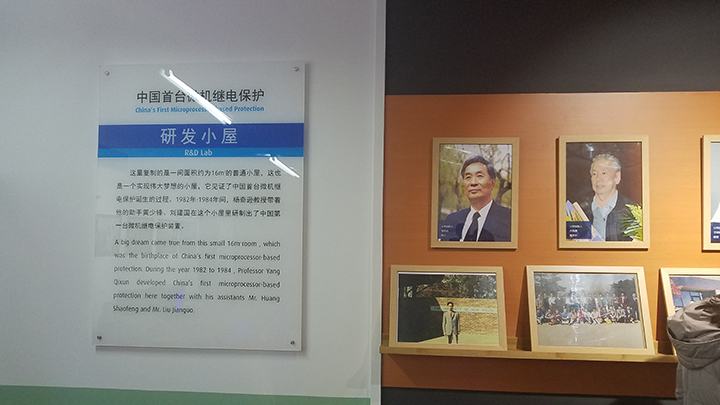 中国首台微机继电保护
China's First Microprocessor-based Protection
研发小屋
R&D Lab
这里复制的是一间面积约为16㎡的普通小屋，这也
是一个实现伟大梦想的小屋。它见证了中国首台微机继
电保护诞生的过程。1982年-1984年间，杨奇逊教授带着
他的助手黄少锋、刘建国在这个小屋里研制出了中国第
一台微机继电保护装置。
A big dream came true from this small 16㎡ room , which
was the birthplace of China's first microprocessor-based
protection. During the year 1982 to 1984 , Professor Yang
Qixun developed China's first microprocessor-based
protection here together with his assistants Mr. Huang
Shaofeng and Mr. Liu Jianguo.